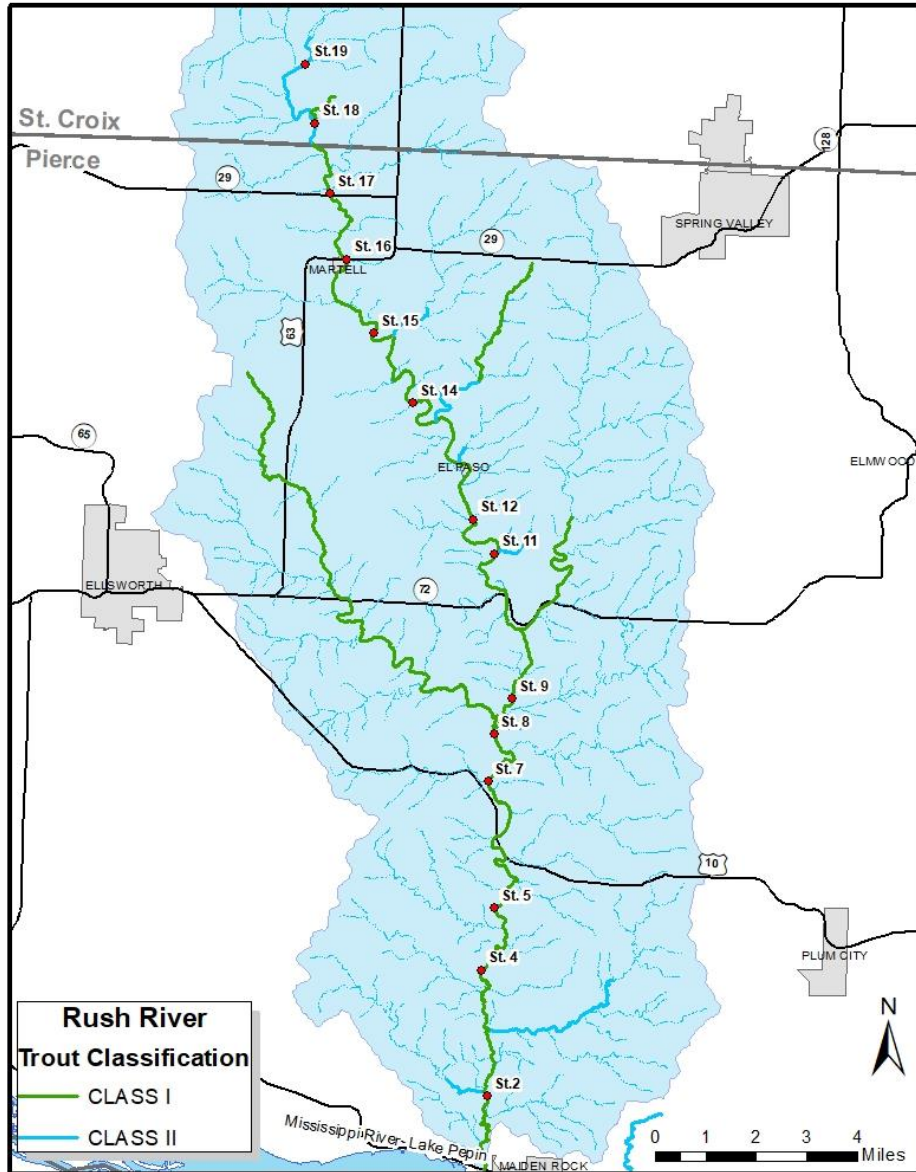 St.19
St. 18
St. Croix
Pierce
128
29
St. 17
SPRING VALLEY
29
St. 16
MARTELL
63
St. 15
St. 14
65
EL PASO
ELMWOOD
St. 12
St. 11
ELLSWORTH
72
St. 9
St. 8
St. 7
10
St. 5
PLUM CITY
St. 4
Rush River
Trout Classification
CLASS I
CLASS II
N
St.2
Mississippi River- Lake Pepin
0 1 2 3 4
Miles
MAIDEN ROCK